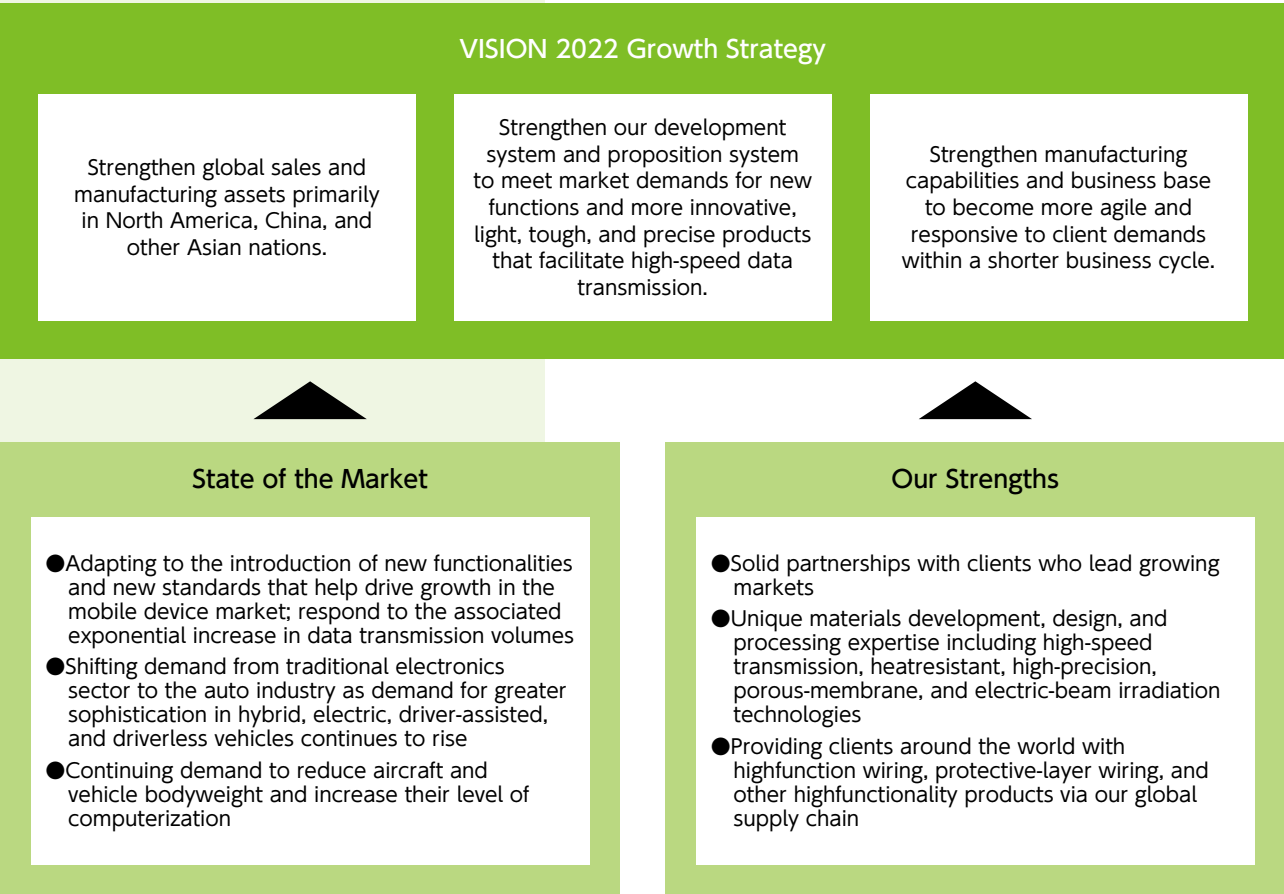 VISION 2022 Growth Strategy
Strengthen global sales and
manufacturing assets primarily
in North America, China, and
other Asian nations.
Strengthen our development
system and proposition system
to meet market demands for new
functions and more innovative,
light, tough, and precise products
that facilitate high-speed data
transmission.
Strengthen manufacturing
capabilities and business base
to become more agile and
responsive to client demands
within a shorter business cycle.
State of the Market
●Adapting to the introduction of new functionalities
and new standards that help drive growth in the
mobile device market; respond to the associated
exponential increase in data transmission volumes
●Shifting demand from traditional electronics
sector to the auto industry as demand for greater
sophistication in hybrid, electric, driver-assisted,
and driverless vehicles continues to rise
●Continuing demand to reduce aircraft and
vehicle bodyweight and increase their level of
computerization
Our Strengths
●Solid partnerships with clients who lead growing
markets
●Unique materials development, design, and
processing expertise including high-speed
transmission, heatresistant, high-precision,
porous-membrane, and electric-beam irradiation
technologies
●Providing clients around the world with
highfunction wiring, protective-layer wiring, and
other highfunctionality products via our global
supply chain